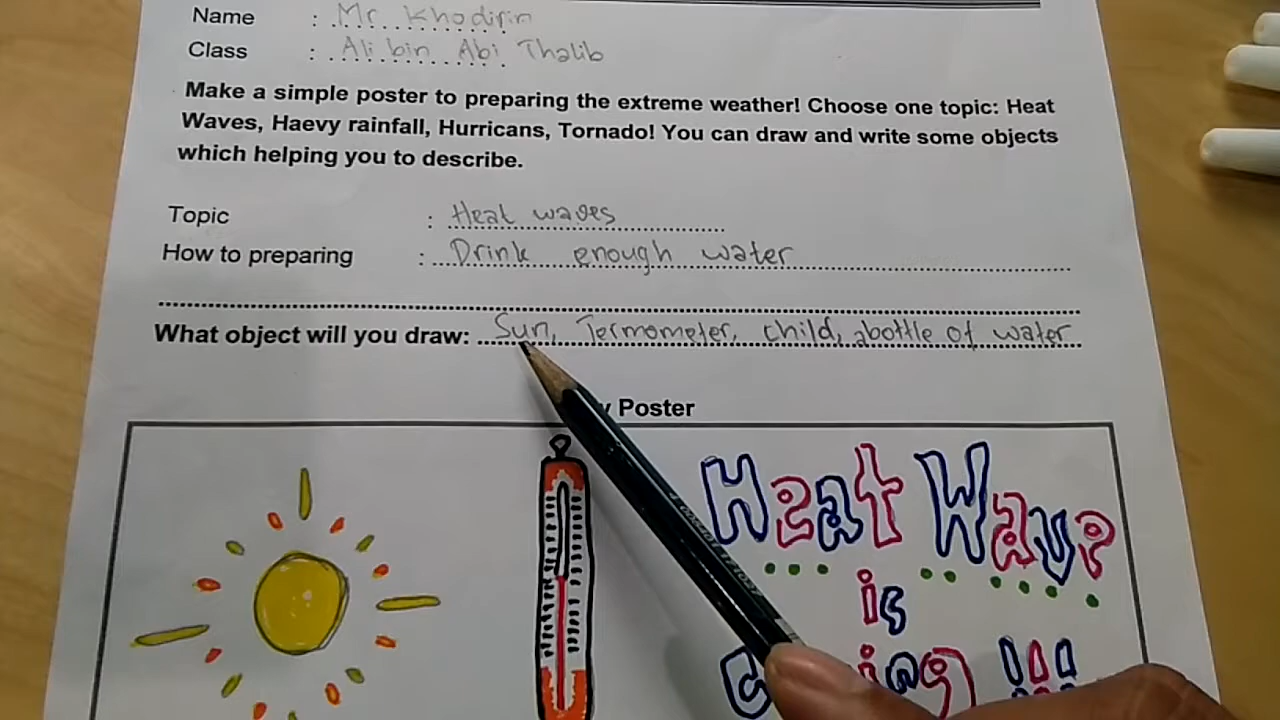 Name : Mr. Khodirin
Class : Ali bin Abi Thalib
Make a simple poster to preparing the extreme weather! Choose one topic: Heat
Waves, Haevy rainfall, Hurricans, Tornado! You can draw and write some objects
which helping you to describe.
Topic : Heat waves
How to preparing : Drink enough water
What object will you draw: Sun, Termometer, child, abottle of water
Poster
Heat Wave
is
!!!